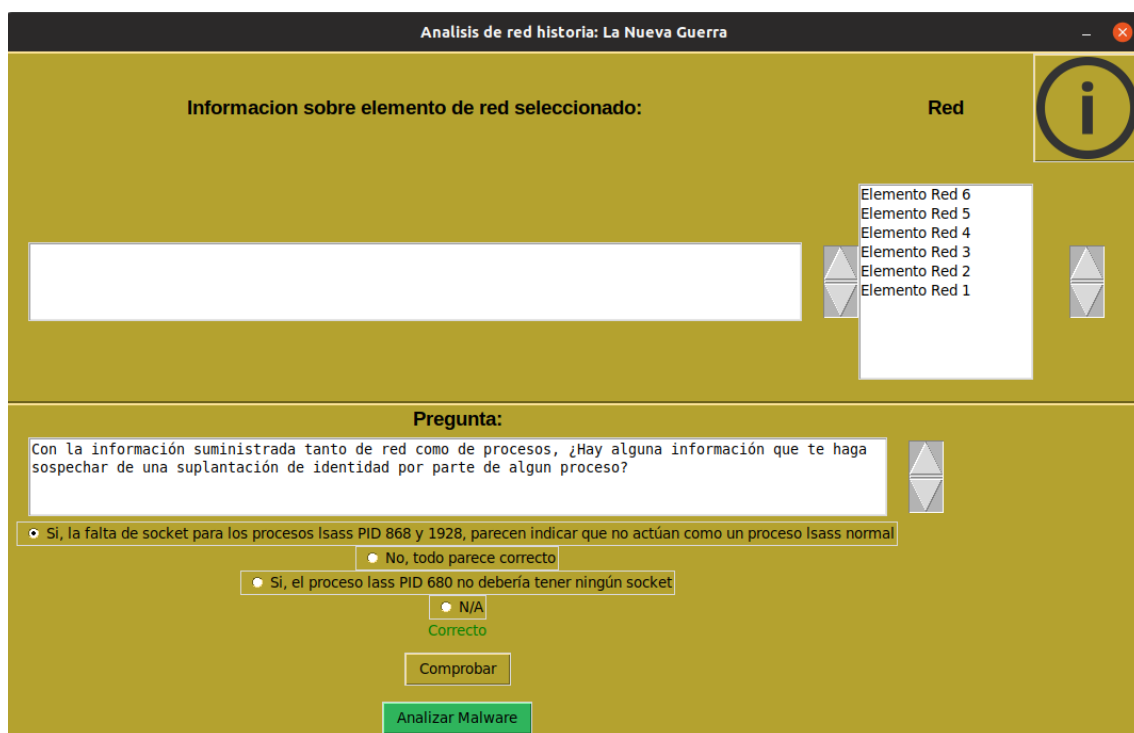 Analisis de red historia: La Nueva Guerra
Informacion sobre elemento de red seleccionado:
Red
i
Elemento Red 6
Elemento Red 5
Elemento Red 4
Elemento Red 3
Elemento Red 2
Elemento Red 1
Pregunta:
Con la información suministrada tanto de red como de procesos, ¿Hay alguna información que te haga
sospechar de una suplantación de identidad por parte de algun proceso?
Si, la falta de socket para los procesos lsass PID 868 y 1928, parecen indicar que no actúan como un proceso lsass normal
No, todo parece correcto
Si, el proceso lass PID 680 no debería tener ningún socket
N/A
Correcto
Comprobar
Analizar Malware